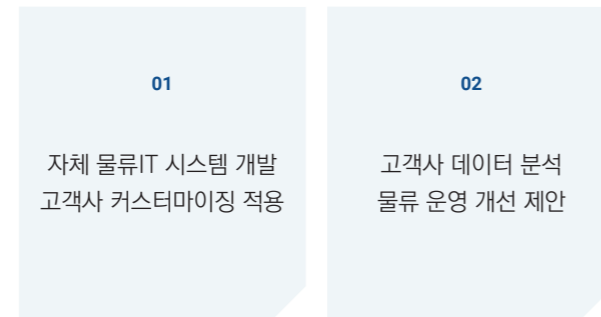 01
자체 물류IT 시스템 개발
고객사 커스터마이징 적용
02
고객사 데이터 분석
물류 운영 개선 제안